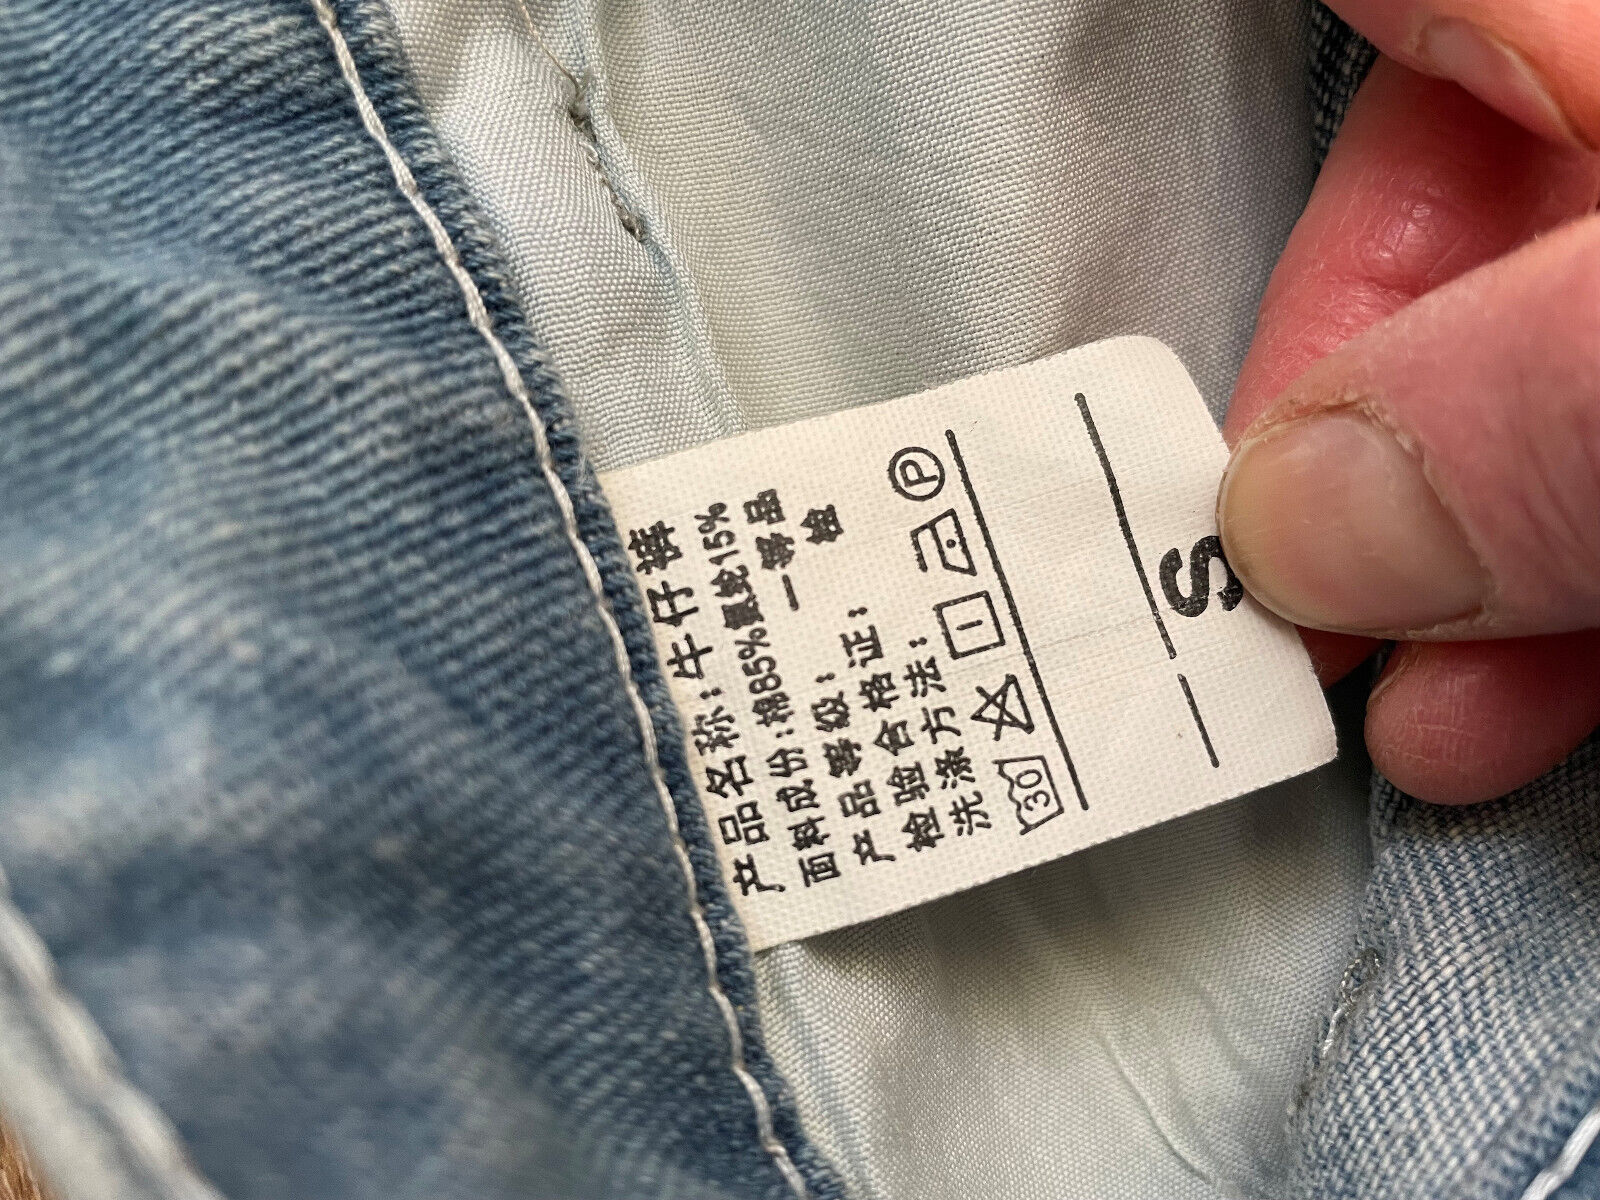 产品名称:牛仔裤
面料成份:棉85%氨纶15%
产品等级: 一等品
检验合格证: 检
洗涤方法:
30 P
S